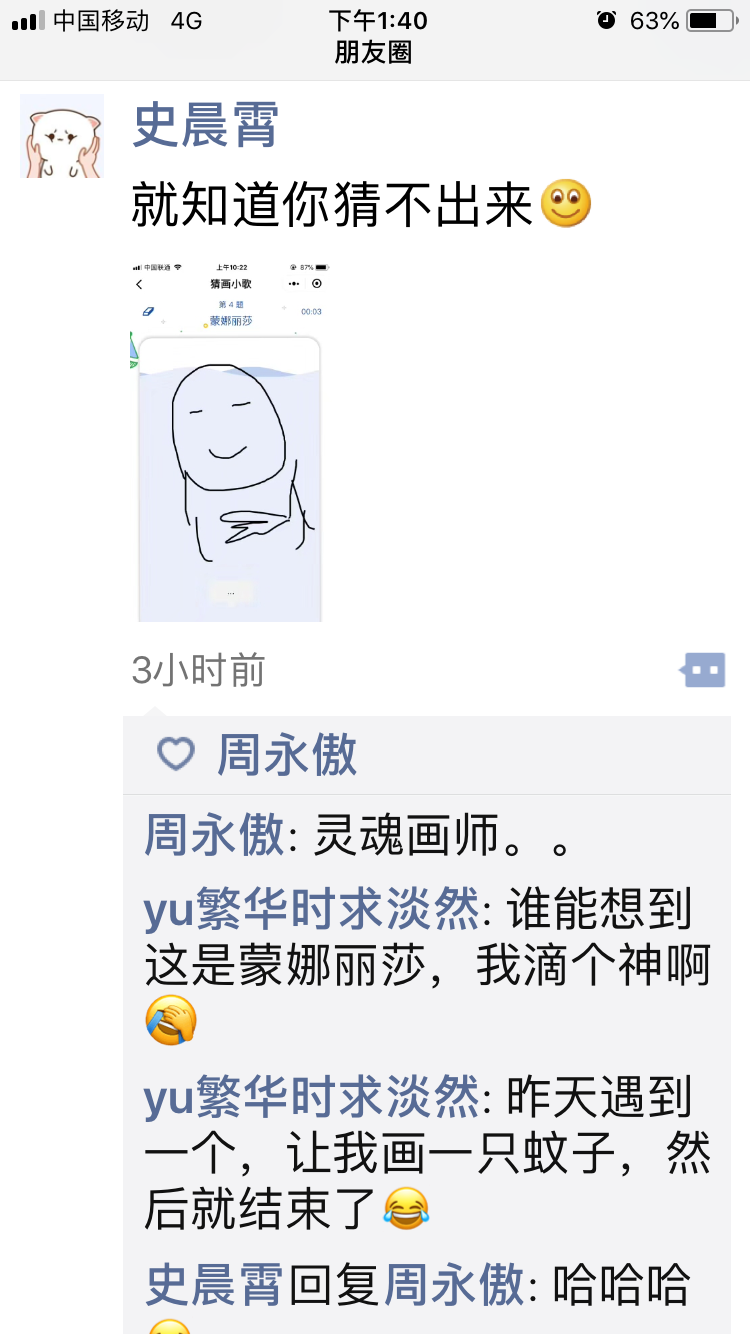 中国移动 4G 下午1:40 63%
朋友圈
史晨霄
就知道你猜不出来
中国联通 上午10:22 87%
猜画小歌
第 4 题
蒙娜丽莎 00:03
...
3小时前
周永傲
周永傲: 灵魂画师。。
yu繁华时求淡然: 谁能想到
这是蒙娜丽莎，我滴个神啊
yu繁华时求淡然: 昨天遇到
一个，让我画一只蚊子，然
后就结束了
史晨霄回复周永傲: 哈哈哈